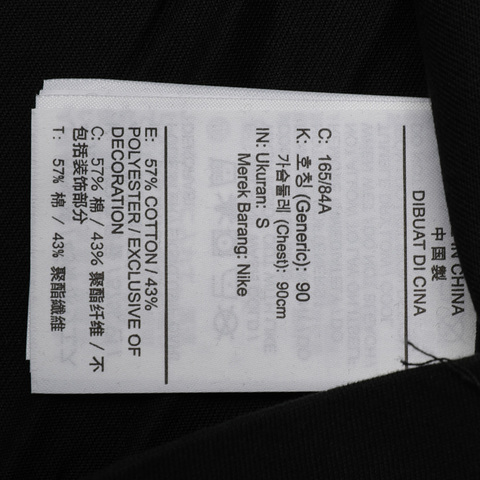 IN CHINA
中国製
DIBUAT DI CINA
C: 165/84A
K: 호칭 (Generic): 90
가슴둘레 (Chest): 90cm
IN: Ukuran: S
Merek Barang: Nike
E: 57% COTTON / 43%
POLYESTER / EXCLUSIVE OF
DECORATION
C: 57% 棉 / 43% 聚酯纤维 / 不
包括装饰部分
T: 57% 棉 / 43% 聚酯纖維